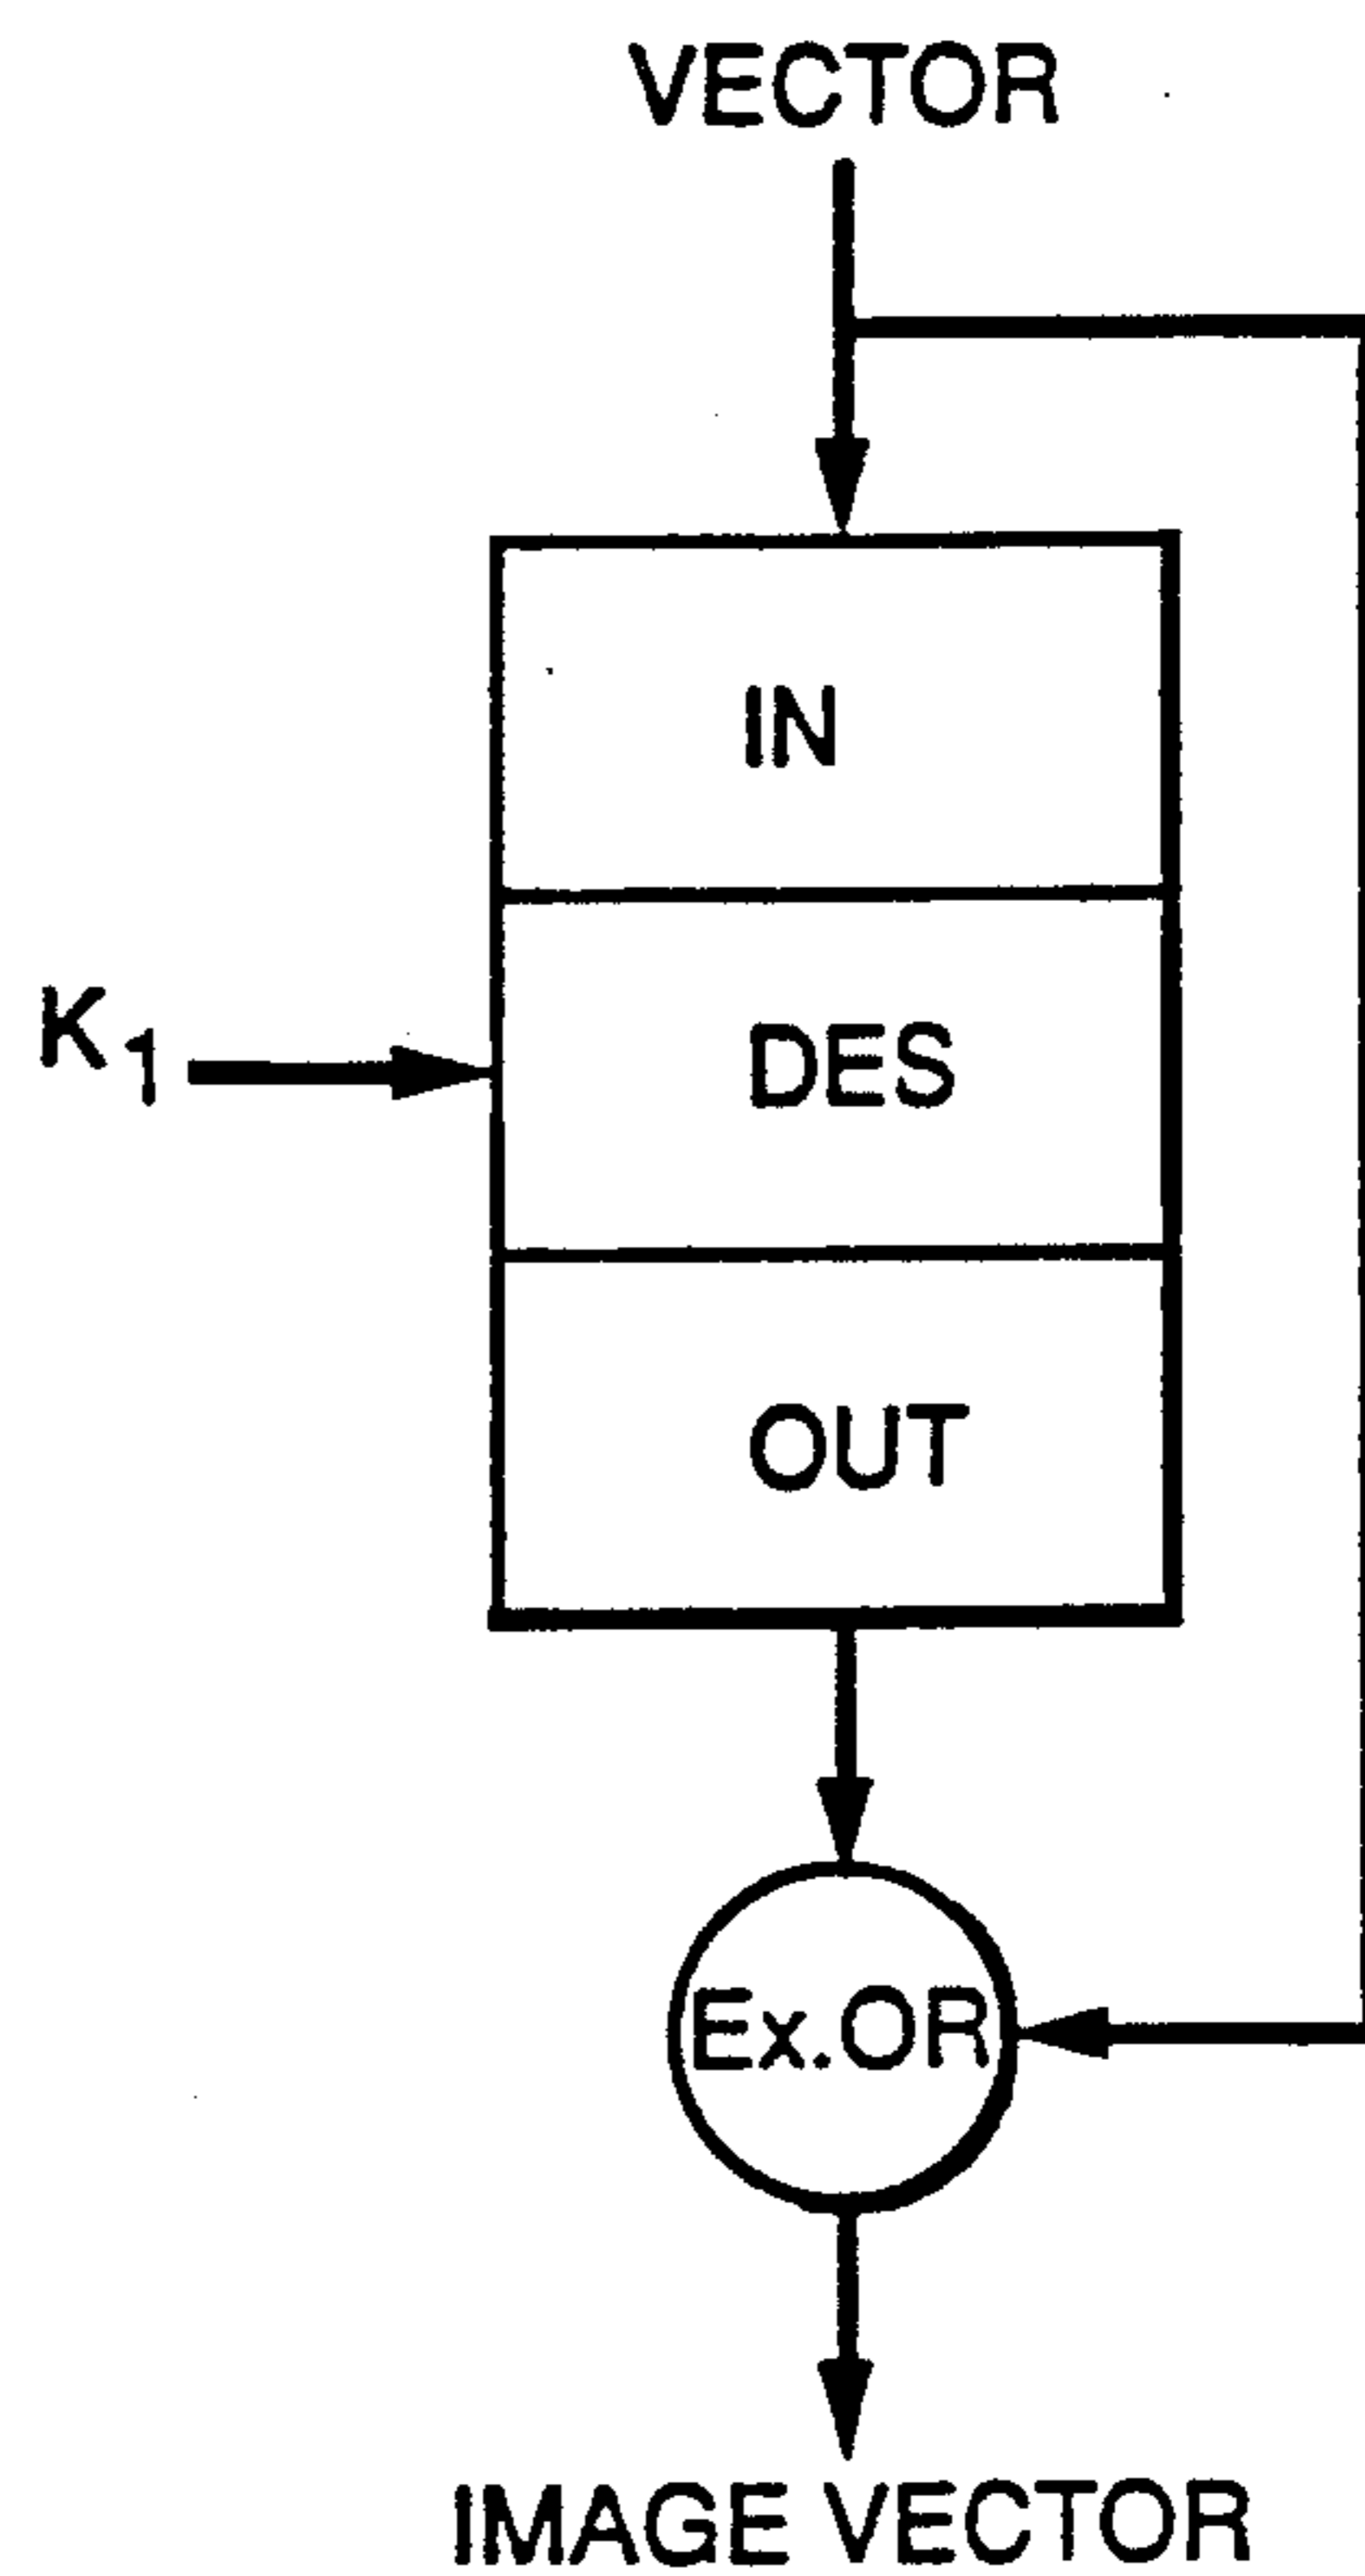 VECTOR
IN
K1
DES
OUT
Ex.OR
IMAGE VECTOR